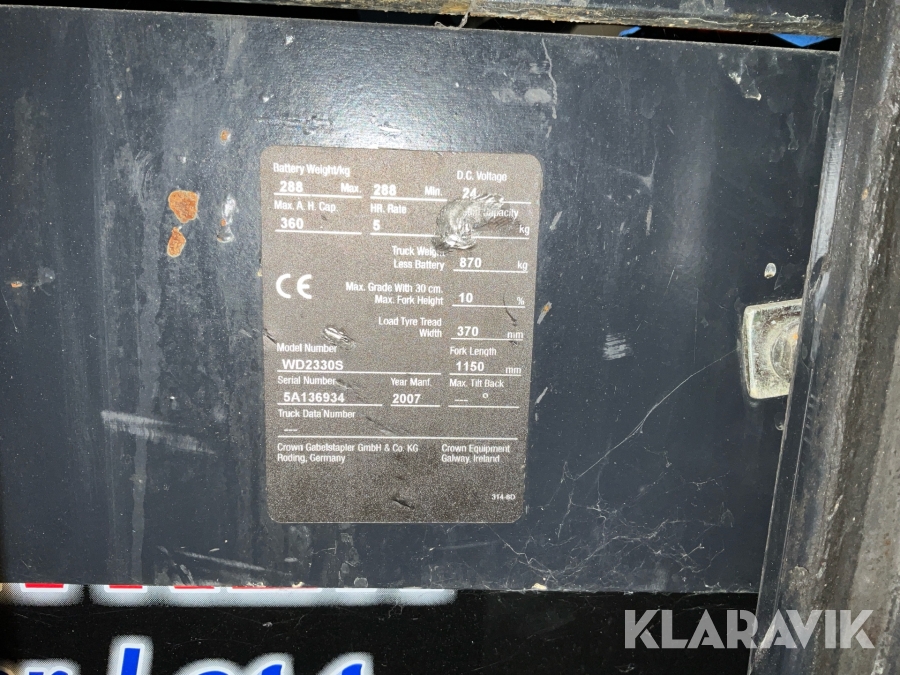 Battery Weight/kg D.C. Voltage
288 Max. 288 Min. 24
Max. A. H. Cap. HR. Rate Capacity
360 5 kg
Truck Weight
Less Battery 870 kg
CE
Max. Grade With 30 cm.
Max. Fork Height 10 %
Load Tyre Tread
Width 370 mm
Model Number Fork Length
WD2330S 1150 mm
Serial Number Year Manf. Max. Tilt Back
5A136934 2007 --- °
Truck Data Number
---
Crown Gabelstapler GmbH & Co. KG Crown Equipment
Roding, Germany Galway, Ireland
314-6D
KLARAVIK